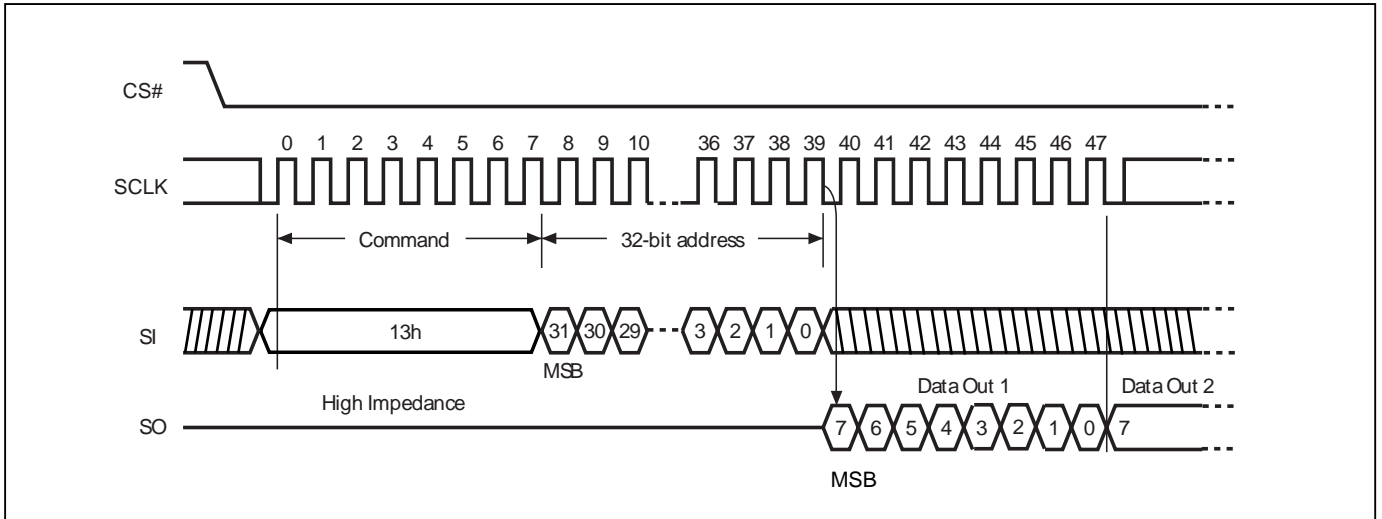 CS#
0 1 2 3 4 5 6 7 8 9 10 36 37 38 39 40 41 42 43 44 45 46 47
SCLK
Command 32-bit address
SI 13h 31 30 29 3 2 1 0
MSB
Data Out 1 Data Out 2
High Impedance
SO 7 6 5 4 3 2 1 0 7
MSB